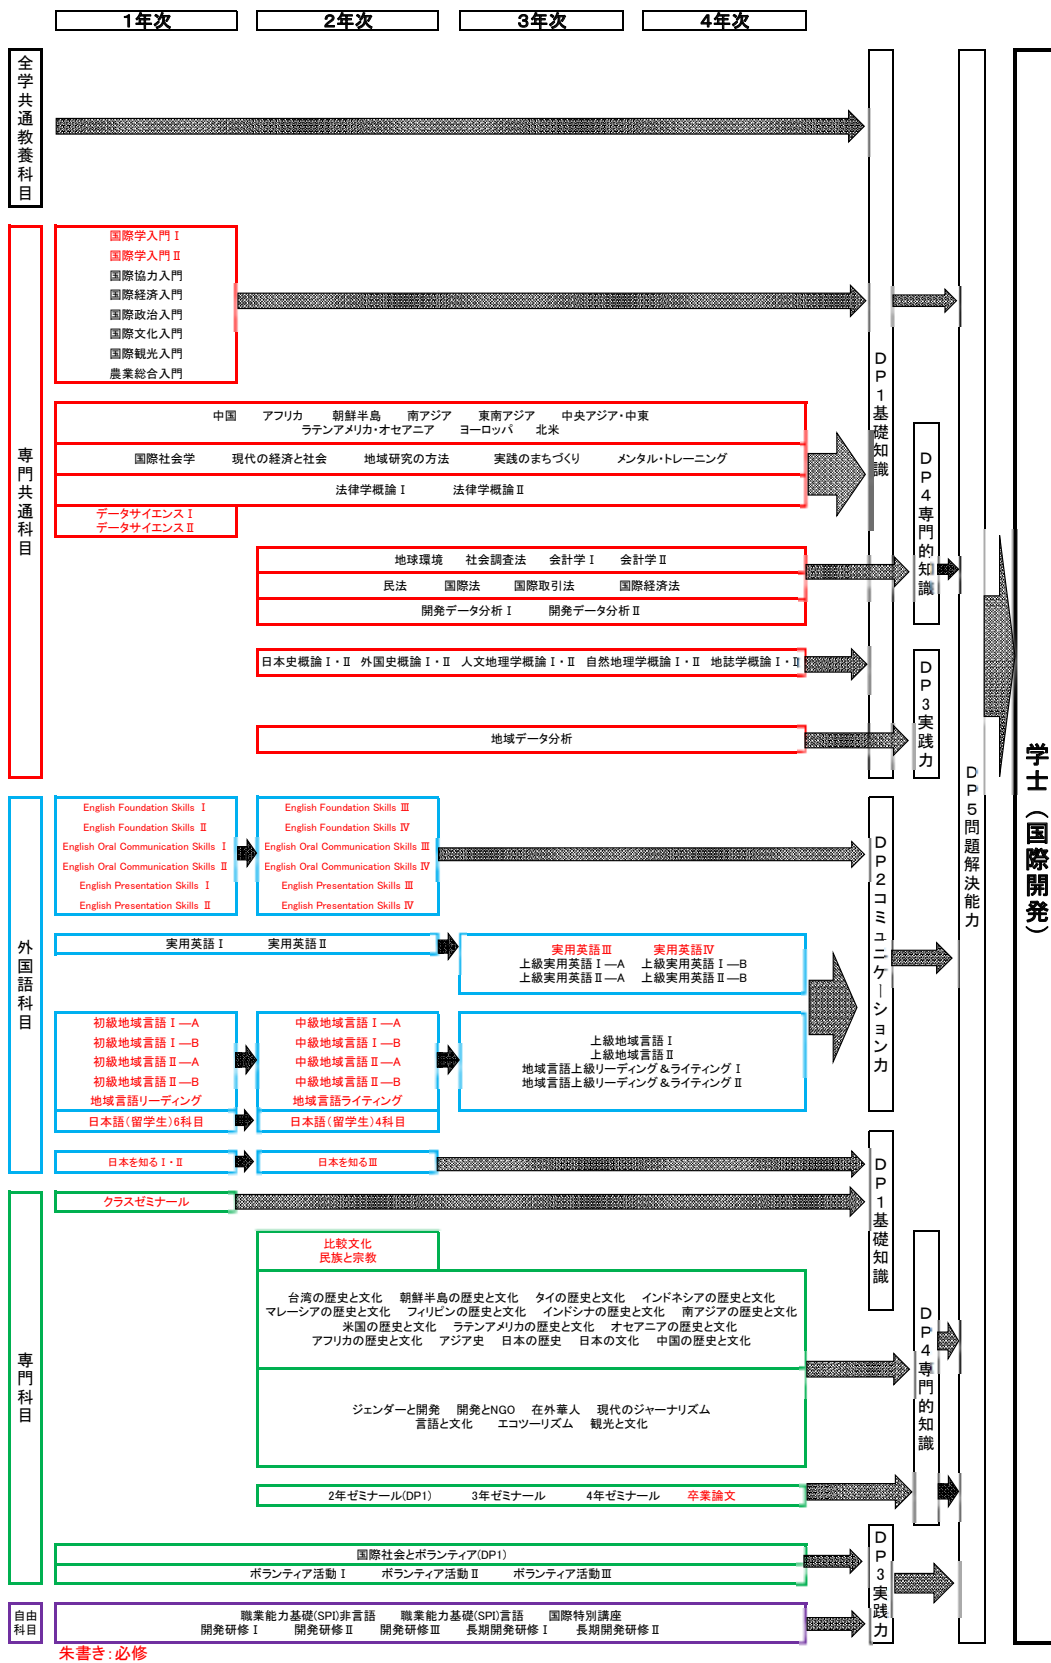 1年次
2年次
3年次
4年次
全学共通教養科目
専門共通科目
国際学入門Ⅰ
国際学入門Ⅱ
国際協力入門
国際経済入門
国際政治入門
国際文化入門
国際観光入門
農業総合入門
中国 アフリカ 朝鮮半島 南アジア 東南アジア 中央アジア・中東
ラテンアメリカ・オセアニア ヨーロッパ 北米
国際社会学 現代の経済と社会 地域研究の方法 実践のまちづくり メンタル・トレーニング
法律学概論Ⅰ 法律学概論Ⅱ
データサイエンスⅠ
データサイエンスⅡ
地球環境 社会調査法 会計学Ⅰ 会計学Ⅱ
民法 国際法 国際取引法 国際経済法
開発データ分析Ⅰ 開発データ分析Ⅱ
日本史概論Ⅰ・Ⅱ 外国史概論Ⅰ・Ⅱ 人文地理学概論Ⅰ・Ⅱ 自然地理学概論Ⅰ・Ⅱ 地誌学概論Ⅰ・Ⅱ
地域データ分析
DP1基礎知識
DP4専門的知識
DP3実践力
外国語科目
English Foundation Skills Ⅰ
English Foundation Skills Ⅱ
English Oral Communication Skills Ⅰ
English Oral Communication Skills Ⅱ
English Presentation Skills Ⅰ
English Presentation Skills Ⅱ
English Foundation Skills Ⅲ
English Foundation Skills Ⅳ
English Oral Communication Skills Ⅲ
English Oral Communication Skills Ⅳ
English Presentation Skills Ⅲ
English Presentation Skills Ⅳ
実用英語Ⅰ 実用英語Ⅱ
実用英語Ⅲ 実用英語Ⅳ
上級実用英語Ⅰ―A 上級実用英語Ⅰ―B
上級実用英語Ⅱ―A 上級実用英語Ⅱ―B
初級地域言語Ⅰ―A
初級地域言語Ⅰ―B
初級地域言語Ⅱ―A
初級地域言語Ⅱ―B
地域言語リーディング
日本語(留学生)6科目
中級地域言語Ⅰ―A
中級地域言語Ⅰ―B
中級地域言語Ⅱ―A
中級地域言語Ⅱ―B
地域言語ライティング
日本語(留学生)4科目
上級地域言語Ⅰ
上級地域言語Ⅱ
地域言語上級リーディング&ライティングⅠ
地域言語上級リーディング&ライティングⅡ
日本を知るⅠ・Ⅱ
日本を知るⅢ
DP2コミュニケーション力
専門科目
クラスゼミナール
比較文化
民族と宗教
台湾の歴史と文化 朝鮮半島の歴史と文化 タイの歴史と文化 インドネシアの歴史と文化
マレーシアの歴史と文化 フィリピンの歴史と文化 インドシナの歴史と文化 南アジアの歴史と文化
米国の歴史と文化 ラテンアメリカの歴史と文化 オセアニアの歴史と文化
アフリカの歴史と文化 アジア史 日本の歴史 日本の文化 中国の歴史と文化
ジェンダーと開発 開発とNGO 在外華人 現代のジャーナリズム
言語と文化 エコツーリズム 観光と文化
2年ゼミナール(DP1) 3年ゼミナール 4年ゼミナール 卒業論文
国際社会とボランティア(DP1)
ボランティア活動Ⅰ ボランティア活動Ⅱ ボランティア活動Ⅲ
DP1基礎知識
DP4専門的知識
DP3実践力
自由
科目
職業能力基礎(SPI)非言語 職業能力基礎(SPI)言語 国際特別講座
開発研修Ⅰ 開発研修Ⅱ 開発研修Ⅲ 長期開発研修Ⅰ 長期開発研修Ⅱ
DP5問題解決能力
学士(国際開発)
朱書き:必修